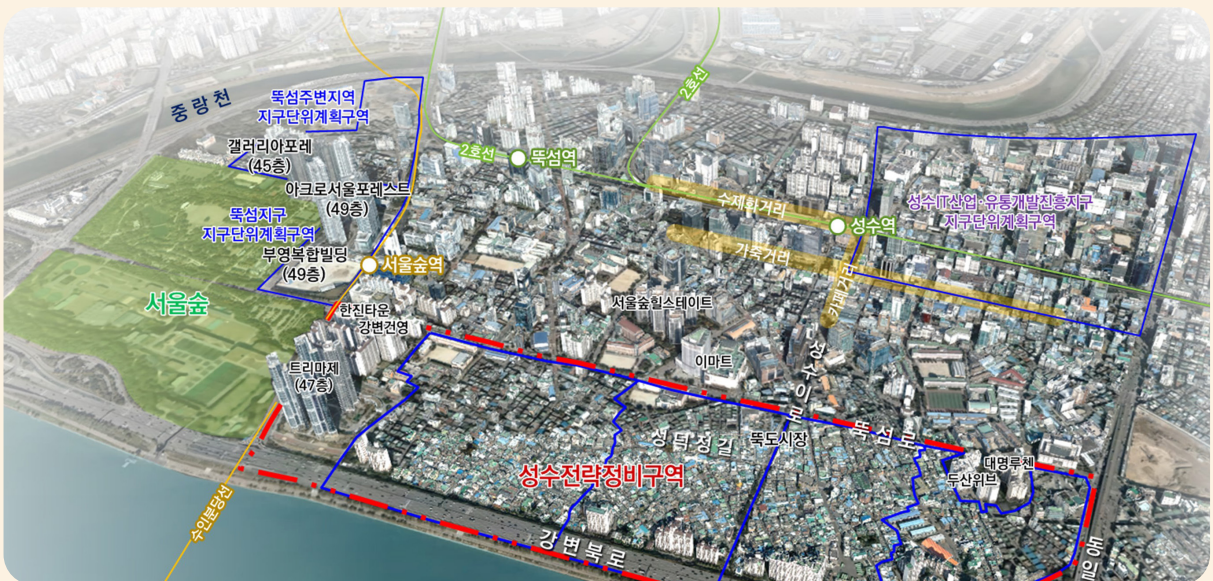 중랑천
뚝섬주변지역
지구단위계획구역
갤러리아포레
(45층)
아크로서울포레스트
(49층)
뚝섬지구
지구단위계획구역
부영복합빌딩
(49층)
서울숲역
서울숲
한진타운
강변건영
트리마제
(47층)
2호선
뚝섬역
2호선
수제화거리
가죽거리
카페거리
성수역
성수IT산업·유통개발진흥지구
지구단위계획구역
서울숲힐스테이트
이마트
성수이로
뚝섬로
성덕정길
뚝도시장
성수전략정비구역
대명루첸
두산위브
강변북로
수인분당선
동일